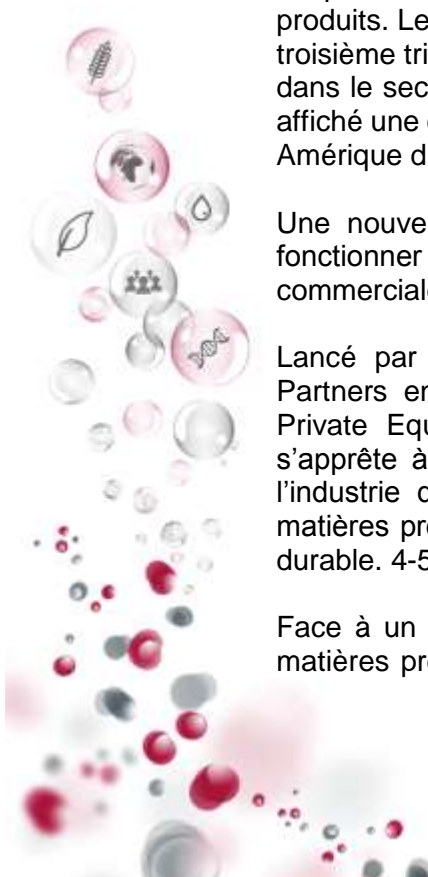 produits. Le
troisième tri
dans le sec
affiché une
Amérique d
Une nouve
fonctionner
commerciale
Lancé par
Partners en
Private Equ
s'apprête à
l'industrie d
matières pre
durable. 4-5
Face à un
matières pre